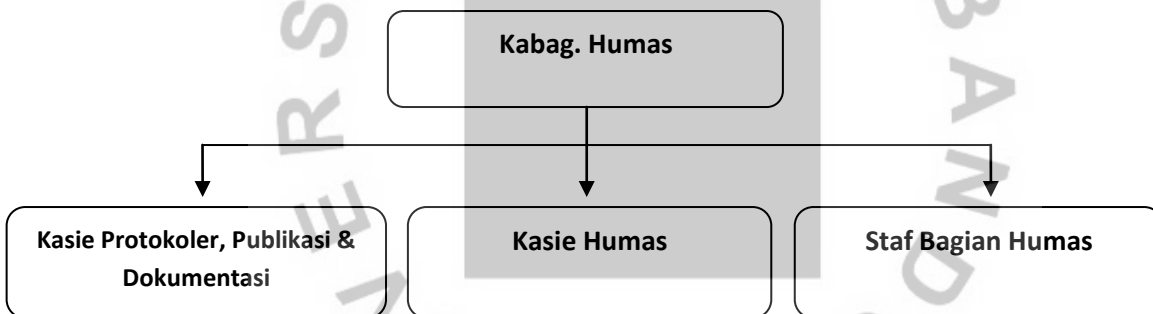 Kabag. Humas
Kasie Protokoler, Publikasi &
Dokumentasi
Kasie Humas
Staf Bagian Humas